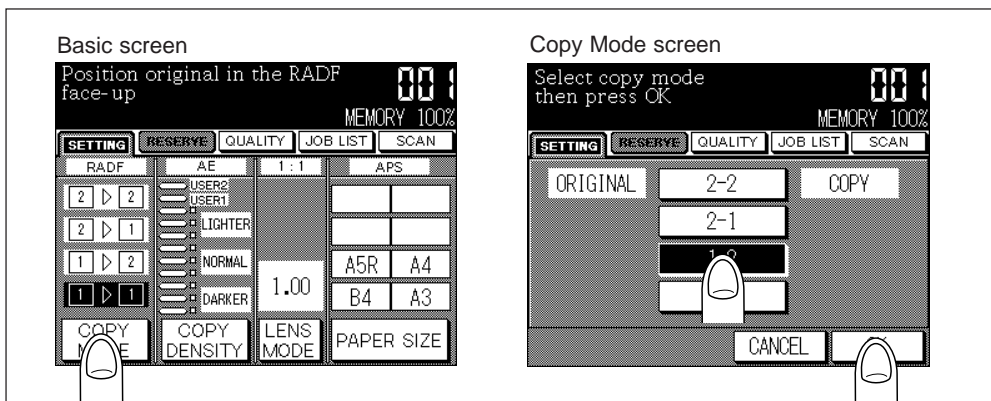 Basic screen
Position original in the RADF
face-up
001
MEMORY 100%
SETTING RESERVE QUALITY JOB LIST SCAN
RADF AE 1:1 APS
2 ▷ 2
2 ▷ 1
1 ▷ 2
1 ▷ 1
USER2
USER1
LIGHTER
NORMAL
DARKER
1.00
A5R A4
B4 A3
COPY
COPY
DENSITY
LENS
MODE
PAPER SIZE
Copy Mode screen
Select copy mode
then press OK
001
MEMORY 100%
SETTING RESERVE QUALITY JOB LIST SCAN
ORIGINAL 2-2 COPY
2-1
1-2
CANCEL